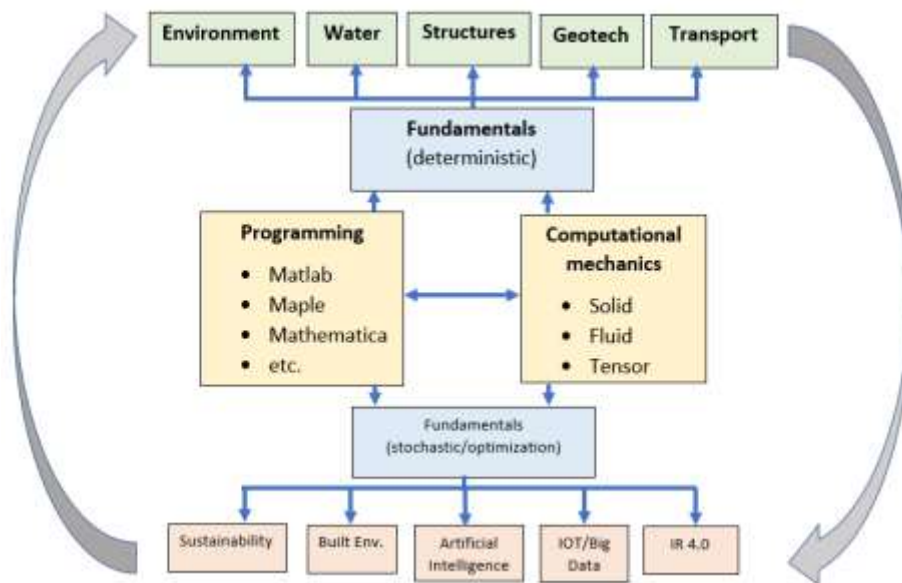 Environment
Water
Structures
Geotech
Transport
Fundamentals
(deterministic)
Programming
• Matlab
• Maple
• Mathematica
• etc.
Computational
mechanics
• Solid
• Fluid
• Tensor
Fundamentals
(stochastic/optimization)
Sustainability
Built Env.
Artificial
Intelligence
IOT/Big
Data
IR 4.0